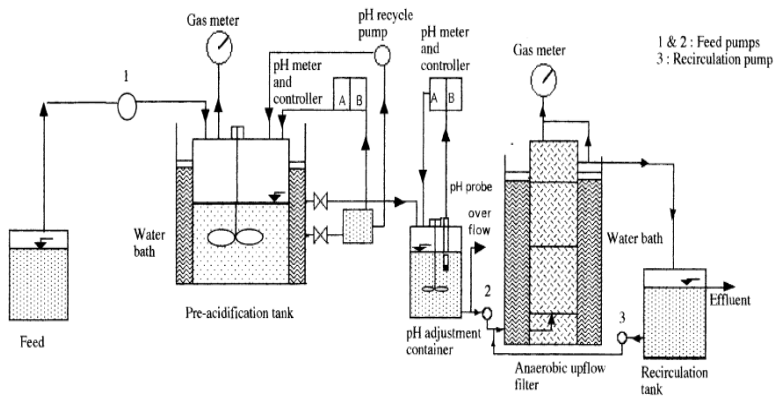 Gas meter
pH recycle
pump
pH meter
and
controller
Gas meter
1 & 2 : Feed pumps
3 : Recirculation pump
1
pH meter
and
controller
A B
A B
pH probe
over
flow
Water
bath
Water bath
2
3
Effluent
Feed
Pre-acidification tank
pH adjustment
container
Anaerobic upflow
filter
Recirculation
tank